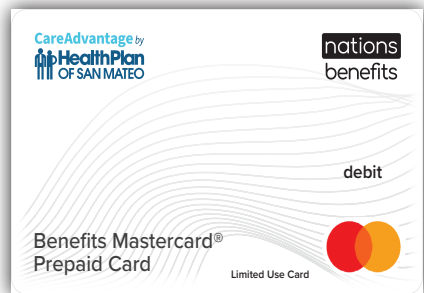 CareAdvantage by
HealthPlan
OF SAN MATEO
nations
benefits
debit
Benefits Mastercard®
Prepaid Card
Limited Use Card